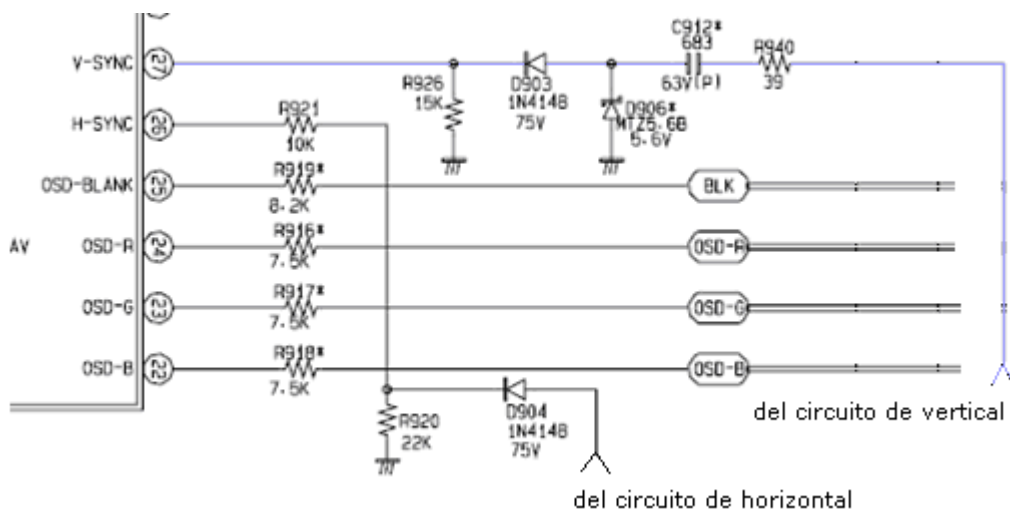 C912*
683
R940
V-SYNC 27
63V(P)
39
D903
1N4148
75V
R926
15K
D906*
MTZ5.6B
5.6V
R921
H-SYNC 26
10K
R919*
OSD-BLANK 25
BLK
8.2K
R916*
AV
OSD-R 24
OSD-R
7.5K
R917*
OSD-G 23
OSD-G
7.5K
R918*
OSD-B 22
OSD-B
7.5K
del circuito de vertical
R920
22K
D904
1N4148
75V
del circuito de horizontal